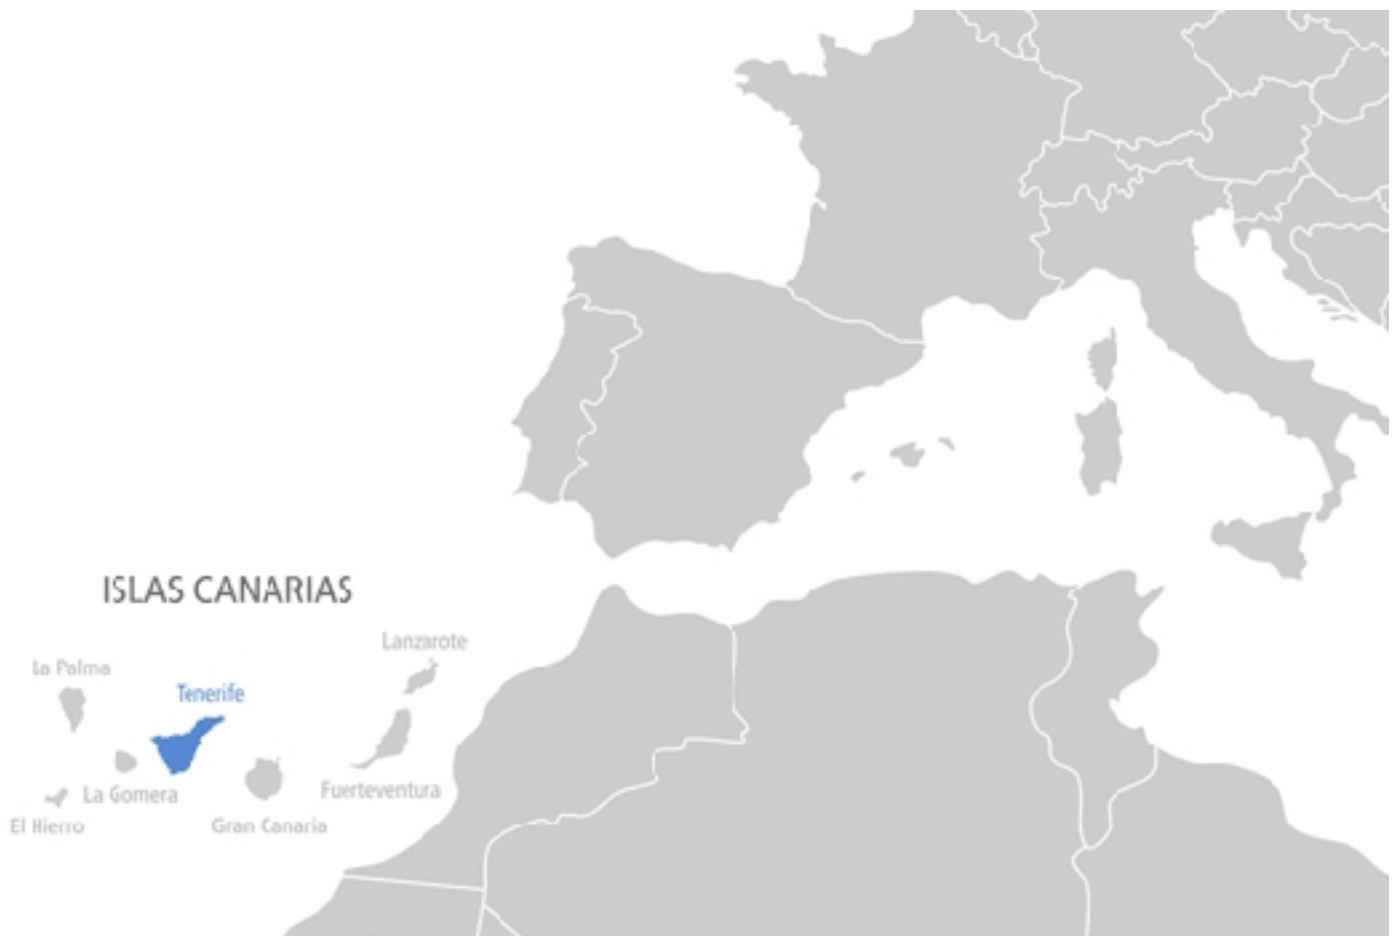 ISLAS CANARIAS
Lanzarote
La Palma
Tenerife
La Gomera
Fuerteventura
El Hierro
Gran Canaria